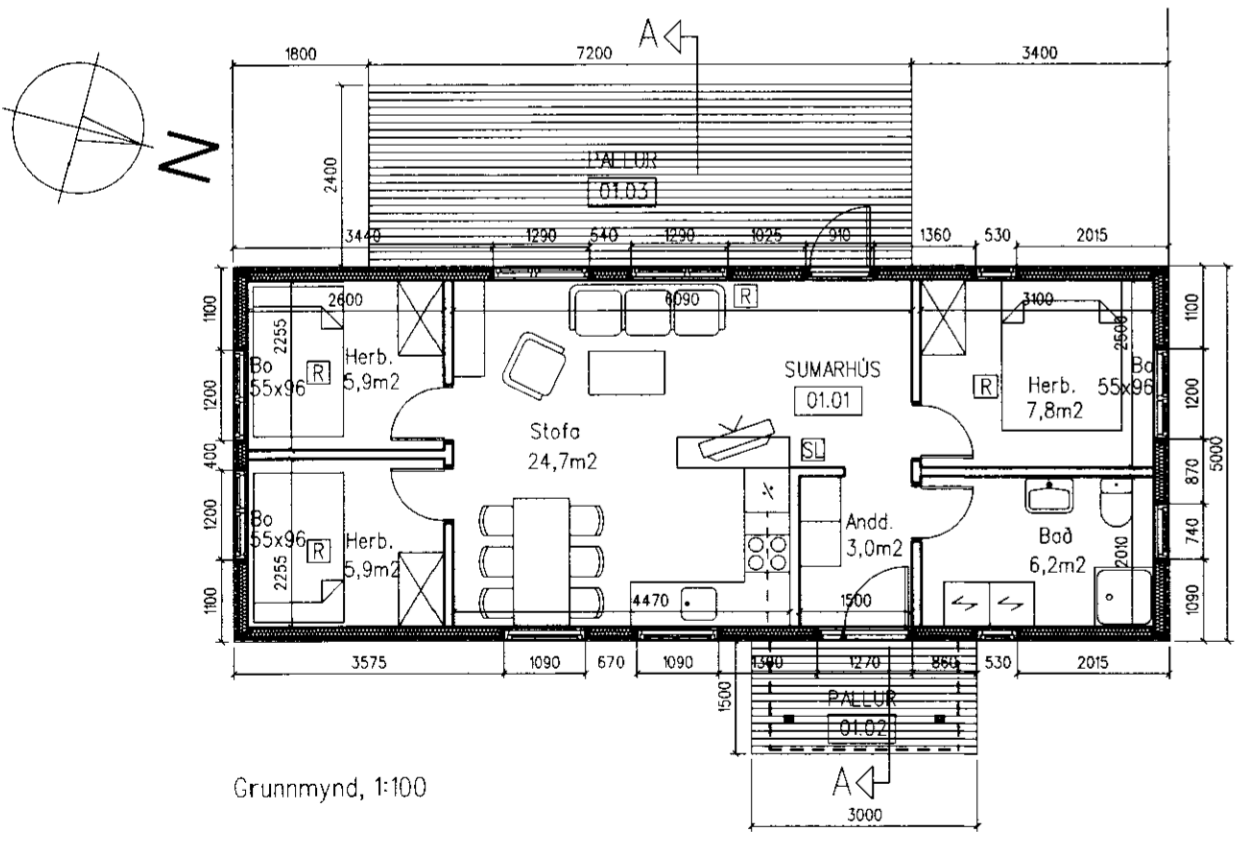 A
1800
7200
3400
N
2400
PALLUR
01.03
3440
1290
540
1290
1025
910
1360
530
2015
2600
6090
R
3100
1100
2255
2500
1100
Bo
55x96
R
Herb.
5,9m2
SUMARHÚS
01.01
R
Herb.
7,8m2
Bo
55x96
1200
1200
Stofa
24,7m2
SL
400
870
5000
Bo
55x96
R
Herb.
5,9m2
Andd.
3,0m2
Bað
6,2m2
1200
740
2255
2010
1100
4470
1500
1090
3575
1090
670
1090
1300
1270
860
530
2015
1500
PALLUR
01.02
Grunnmynd, 1:100
A
3000